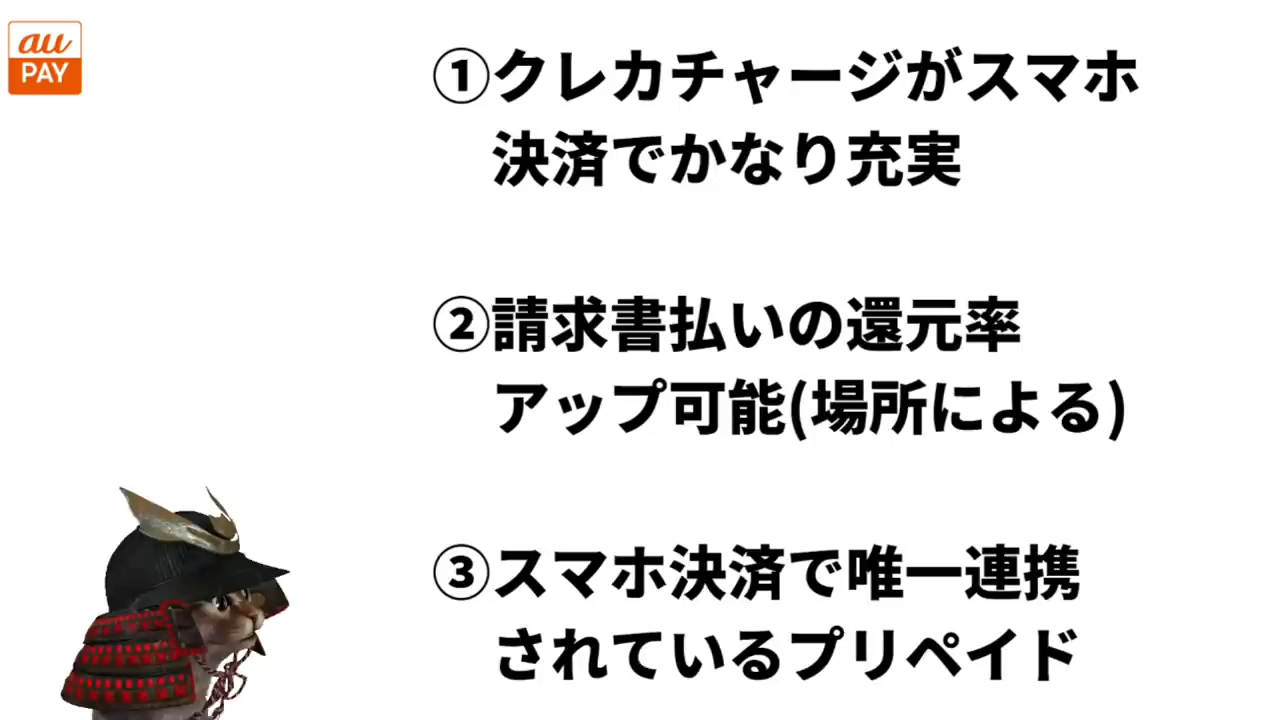 au
PAY
①クレカチャージがスマホ
決済でかなり充実
②請求書払いの還元率
アップ可能(場所による)
③スマホ決済で唯一連携
されているプリペイド